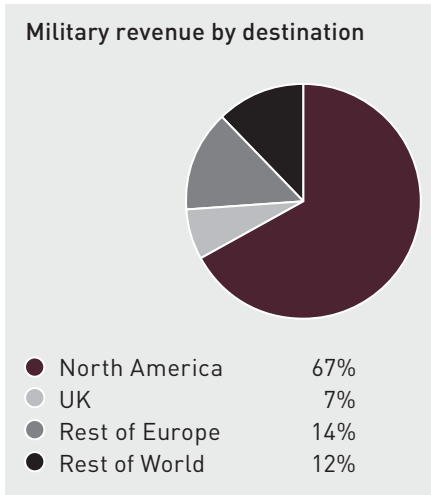 Military revenue by destination
North America 67%
UK 7%
Rest of Europe 14%
Rest of World 12%